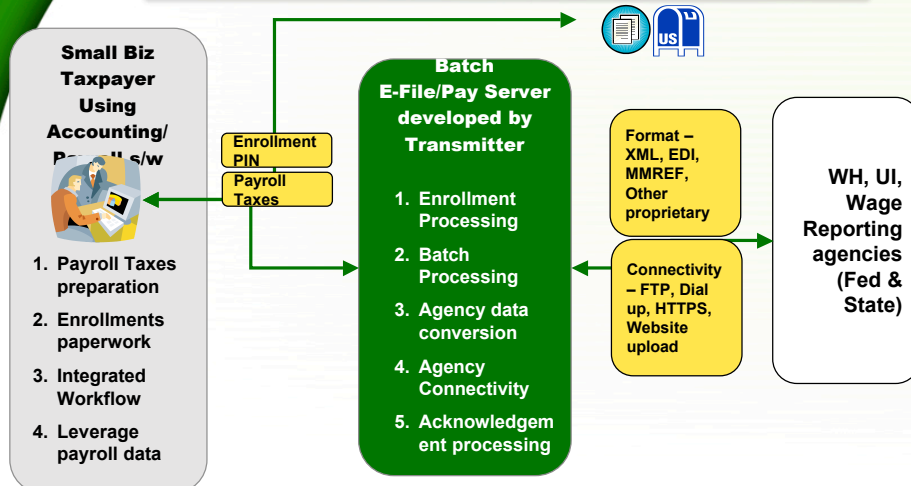 Small Biz
Taxpayer
Using
Accounting/
Payroll s/w
1. Payroll Taxes
preparation
2. Enrollments
paperwork
3. Integrated
Workflow
4. Leverage
payroll data
Enrollment
PIN
Payroll
Taxes
US
Batch
E-File/Pay Server
developed by
Transmitter
1. Enrollment
Processing
2. Batch
Processing
3. Agency data
conversion
4. Agency
Connectivity
5. Acknowledgem
ent processing
Format –
XML, EDI,
MMREF,
Other
proprietary
Connectivity
– FTP, Dial
up, HTTPS,
Website
upload
WH, UI,
Wage
Reporting
agencies
(Fed &
State)